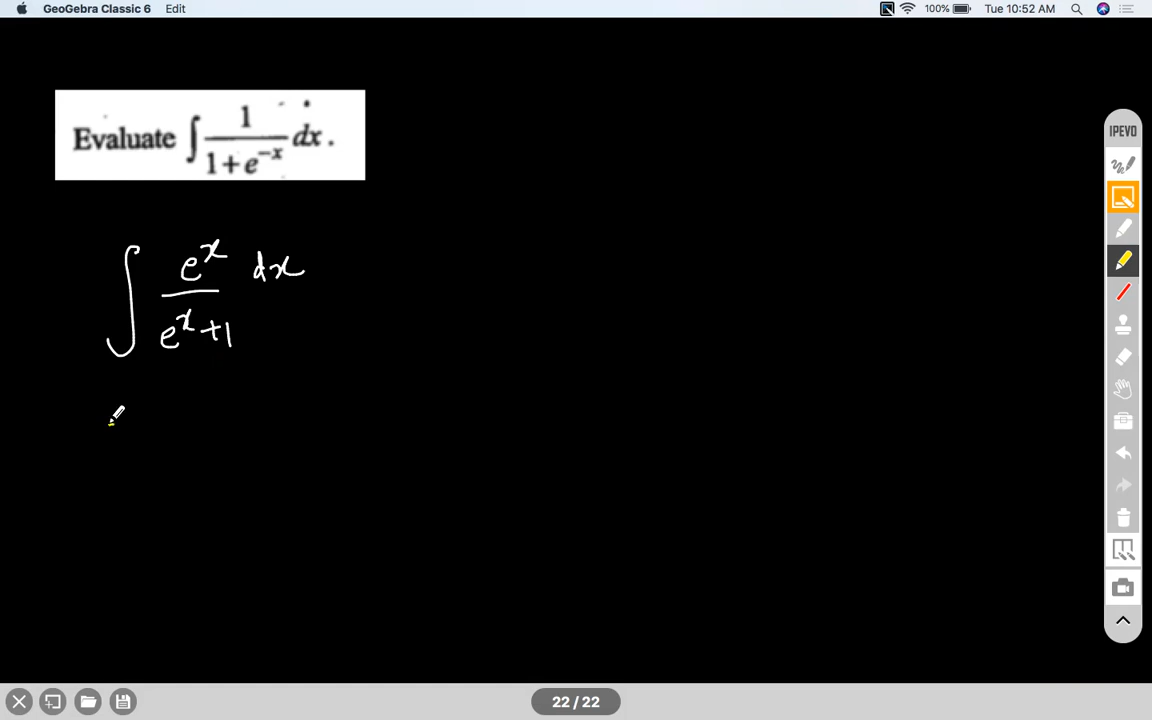 GeoGebra Classic 6 Edit 100% Tue 10:52 AM
Evaluate ∫ 1/(1+e^{-x}) dx .
∫ e^x/(e^x+1) dx
IPEVO
22 / 22